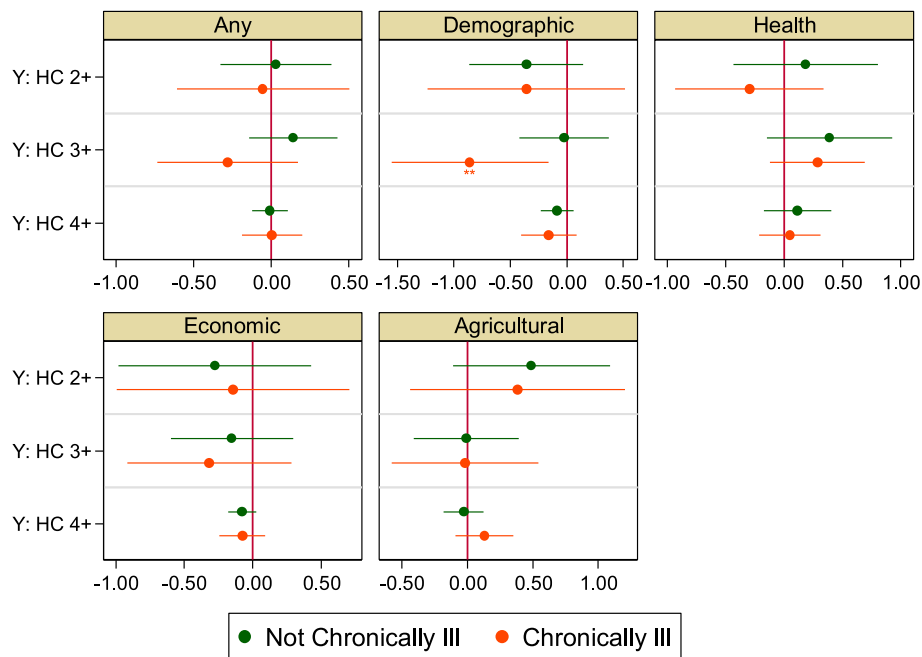 Any Demographic Health
Y: HC 2+
Y: HC 3+
**
Y: HC 4+
-1.00 -0.50 0.00 0.50 -1.50 -1.00 -0.50 0.00 0.50 -1.00 -0.50 0.00 0.50 1.00
Economic Agricultural
Y: HC 2+
Y: HC 3+
Y: HC 4+
-1.00 -0.50 0.00 0.50 -0.50 0.00 0.50 1.00
Not Chronically Ill Chronically Ill